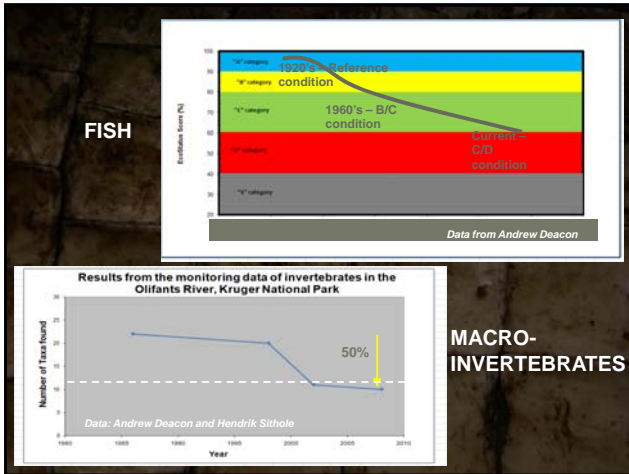 FISH
EcoStatus Score (%)
100
90
80
70
60
50
40
30
20
"A" category
"B" category
"C" category
"D" category
"E" category
1920's – Reference
condition
1960's – B/C
condition
Current –
C/D
condition
Data from Andrew Deacon
Results from the monitoring data of invertebrates in the
Olifants River, Kruger National Park
Number of Taxa found
30
25
20
15
10
5
0
50%
Data: Andrew Deacon and Hendrik Sithole
1980
1985
1990
1995
2000
2005
2010
Year
MACRO-
INVERTEBRATES